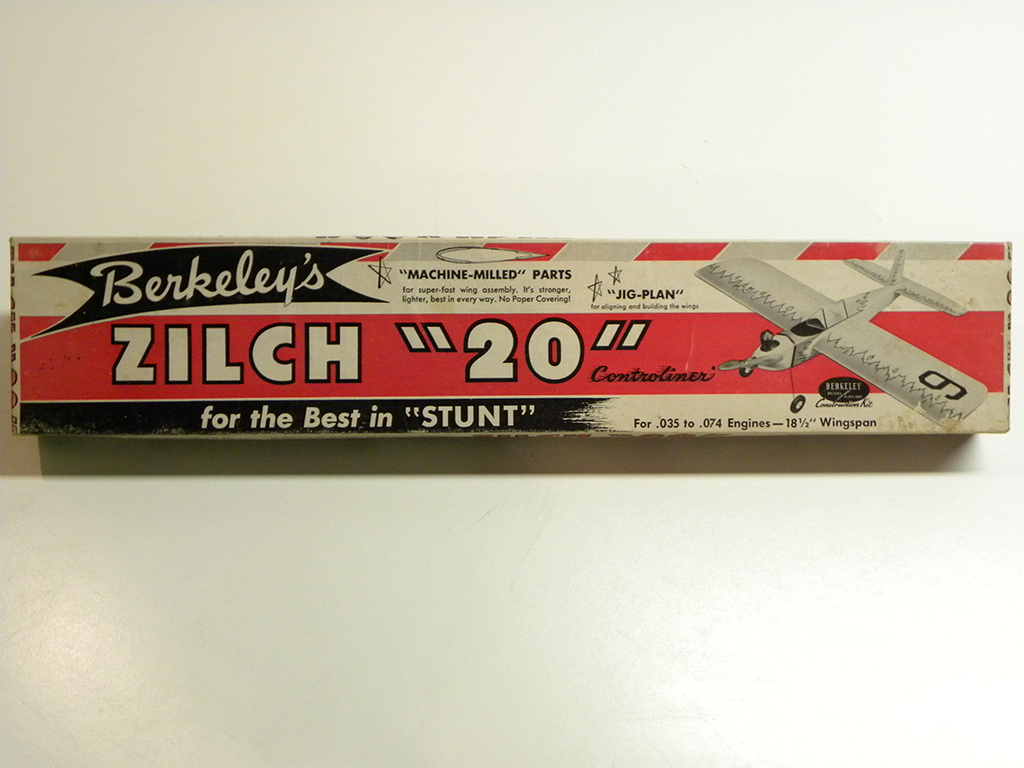 Berkeley's
"MACHINE-MILLED" PARTS
for super-fast wing assembly. It's stronger,
lighter, best in every way. No Paper Covering!
"JIG-PLAN"
for aligning and building the wings
ZILCH "20"
Controliner
for the Best in "STUNT"
BERKELEY
Construction Kit
For .035 to .074 Engines—18½" Wingspan
9